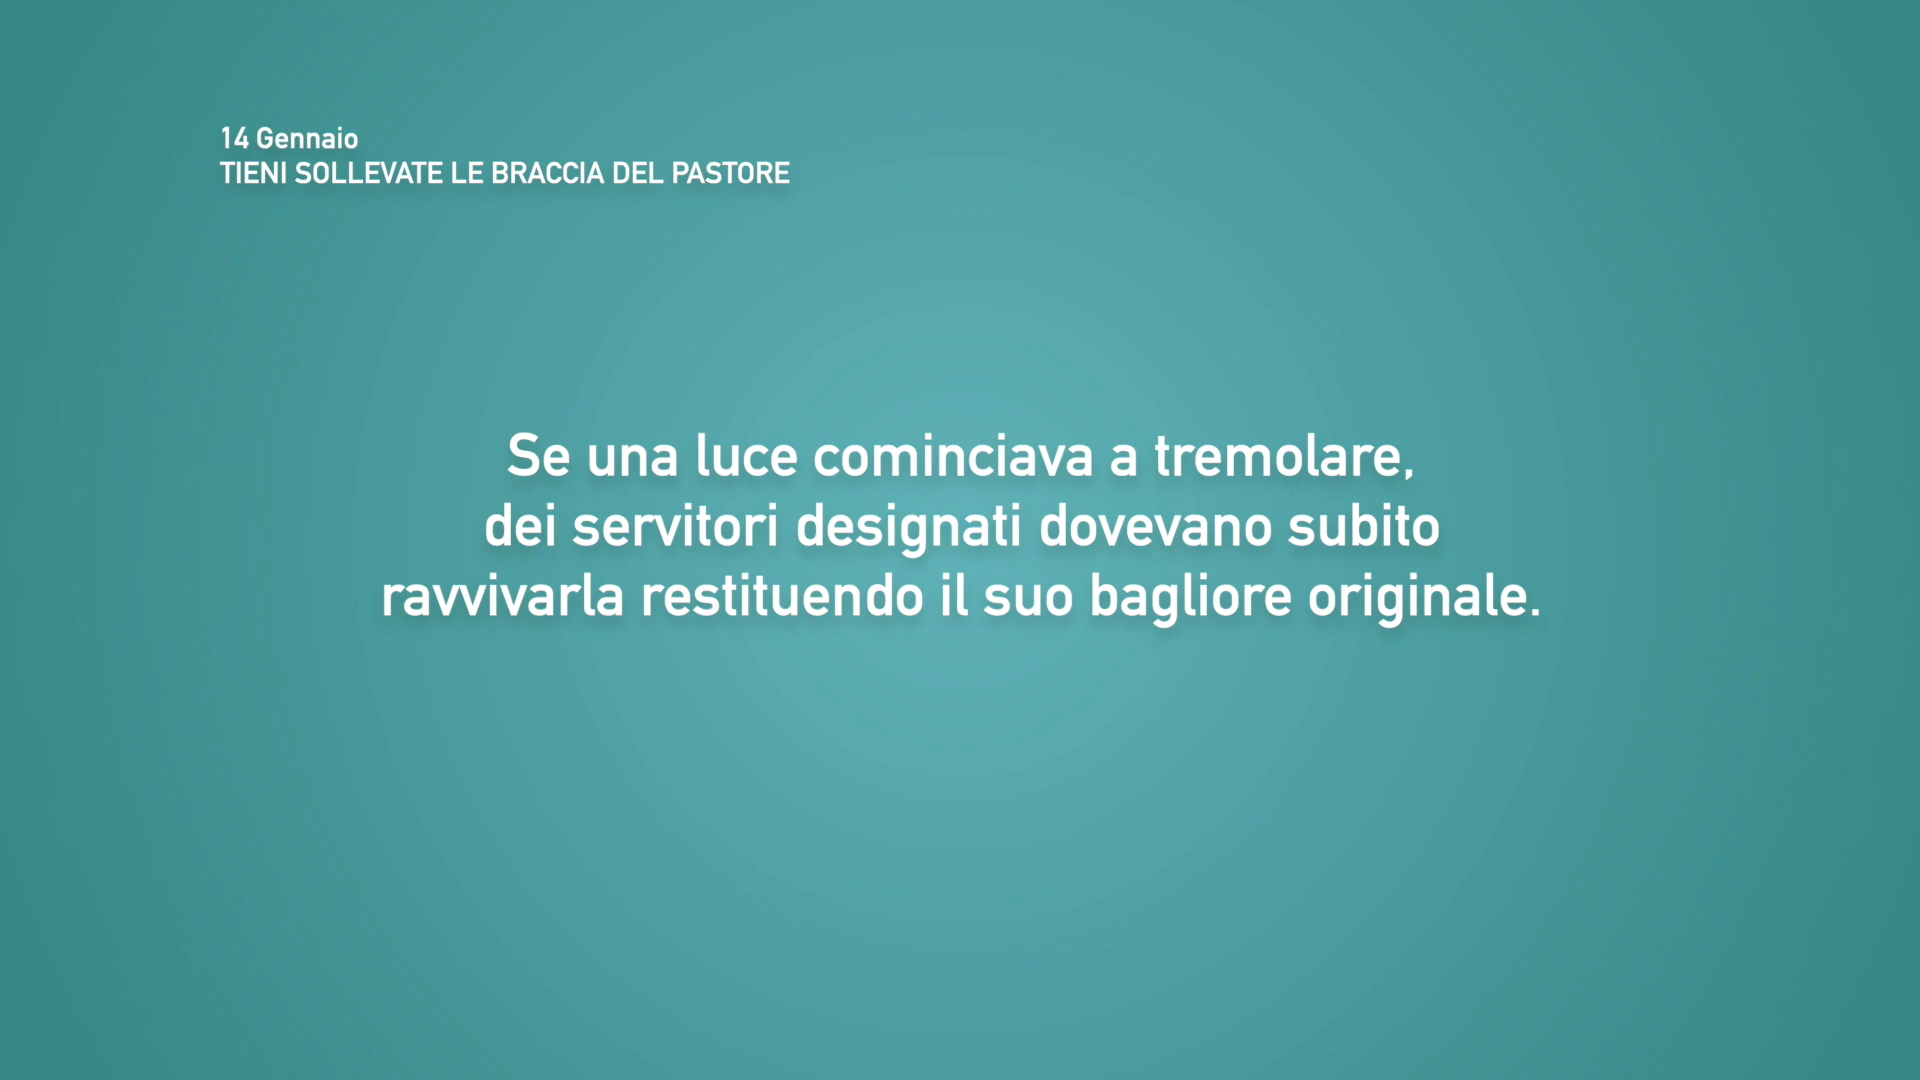 14 Gennaio
TIENI SOLLEVATE LE BRACCIA DEL PASTORE
Se una luce cominciava a tremolare,
dei servitori designati dovevano subito
ravvivarla restituendo il suo bagliore originale.